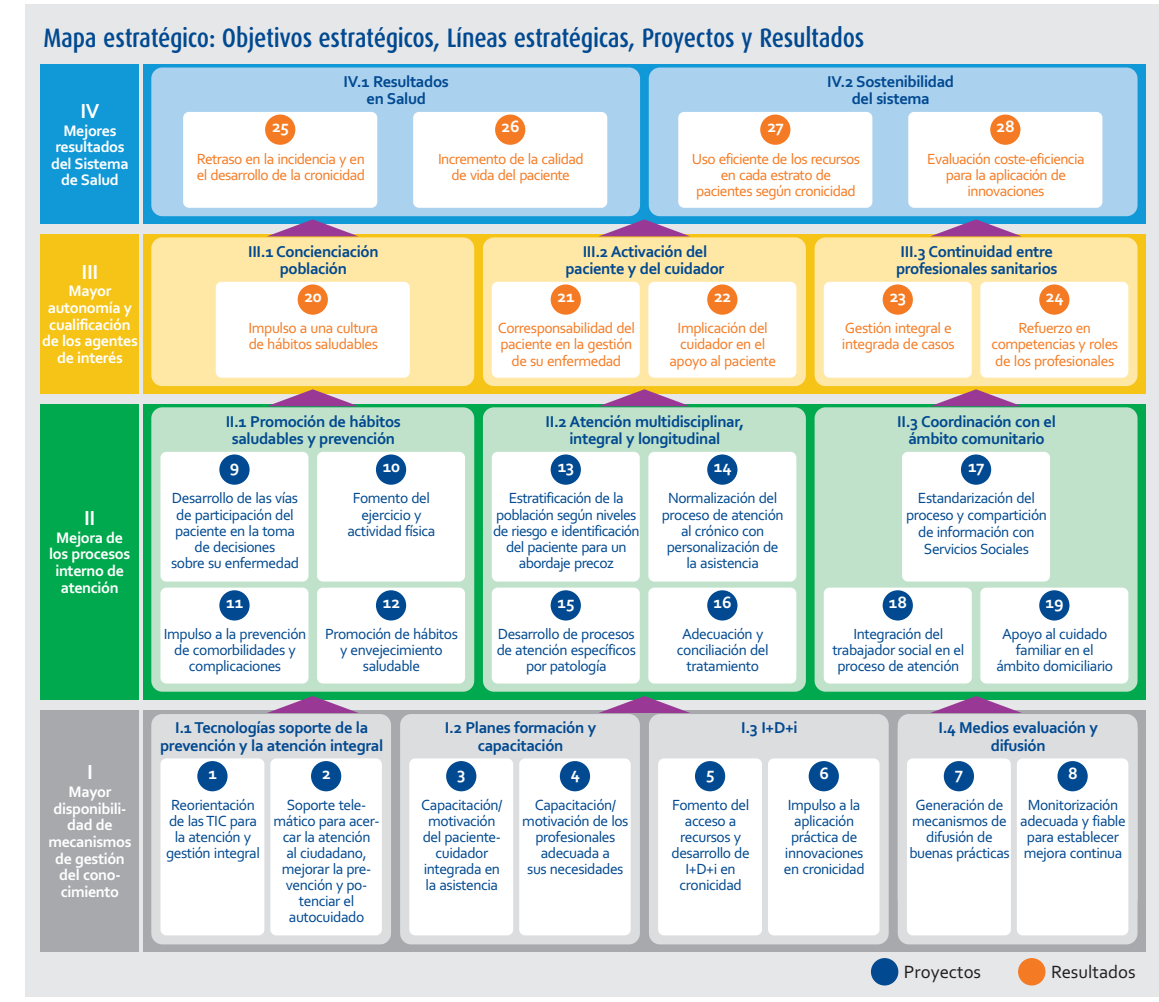 Mapa estratégico: Objetivos estratégicos, Líneas estratégicas, Proyectos y Resultados
IV
Mejores
resultados
del Sistema
de Salud
IV.1 Resultados
en Salud
25
Retraso en la incidencia y en
el desarrollo de la cronicidad
26
Incremento de la calidad
de vida del paciente
IV.2 Sostenibilidad
del sistema
27
Uso eficiente de los recursos
en cada estrato de
pacientes según cronicidad
28
Evaluación coste-eficiencia
para la aplicación de
innovaciones
III
Mayor
autonomía y
cualificación
de los agentes
de interés
III.1 Concienciación
población
20
Impulso a una cultura
de hábitos saludables
III.2 Activación del
paciente y del cuidador
21
Corresponsabilidad del
paciente en la gestión
de su enfermedad
22
Implicación del
cuidador en el
apoyo al paciente
III.3 Continuidad entre
profesionales sanitarios
23
Gestión integral e
integrada de casos
24
Refuerzo en
competencias y roles
de los profesionales
II
Mejora de
los procesos
interno de
atención
II.1 Promoción de hábitos
saludables y prevención
9
Desarrollo de las vías
de participación del
paciente en la toma
de decisiones
sobre su enfermedad
10
Fomento del
ejercicio y
actividad física
11
Impulso a la prevención
de comorbilidades y
complicaciones
12
Promoción de hábitos
y envejecimiento
saludable
II.2 Atención multidisciplinar,
integral y longitudinal
13
Estratificación de la
población según niveles
de riesgo e identificación
del paciente para un
abordaje precoz
14
Normalización del
proceso de atención
al crónico con
personalización de
la asistencia
15
Desarrollo de procesos
de atención específicos
por patología
16
Adecuación y
conciliación del
tratamiento
II.3 Coordinación con el
ámbito comunitario
17
Estandarización del
proceso y compartición
de información con
Servicios Sociales
18
Integración del
trabajador social en el
proceso de atención
19
Apoyo al cuidado
familiar en el
ámbito domiciliario
I
Mayor
disponibili-
dad de
mecanismos
de gestión
del cono-
cimiento
I.1 Tecnologías soporte de la
prevención y la atención integral
1
Reorientación
de las TIC para
la atención y
gestión integral
2
Soporte tele-
mático para acer-
car la atención
al ciudadano,
mejorar la pre-
vención y po-
tenciar el
autocuidado
I.2 Planes formación y
capacitación
3
Capacitación/
motivación
del paciente-
cuidador
integrada en
la asistencia
4
Capacitación/
motivación de los
profesionales
adecuada a
sus necesidades
I.3 I+D+i
5
Fomento del
acceso a
recursos y
desarrollo de
I+D+i en
cronicidad
6
Impulso a la
aplicación
práctica de
innovaciones
en cronicidad
I.4 Medios evaluación y
difusión
7
Generación de
mecanismos de
difusión de
buenas prácticas
8
Monitorización
adecuada y fiable
para establecer
mejora continua
Proyectos
Resultados